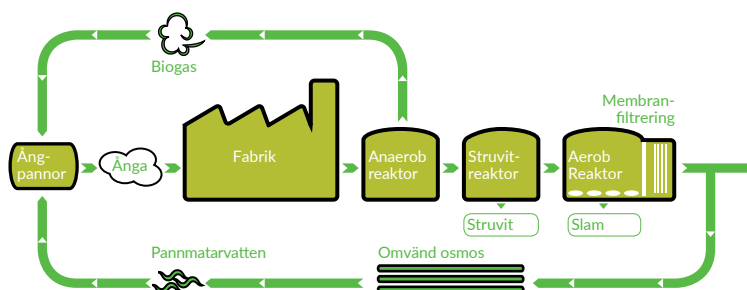 Biogas
Membran-
filtrering
Ång-
pannor
Ånga
Fabrik
Anaerob
reaktor
Struvit-
reaktor
Aerob
Reaktor
Struvit
Slam
Pannmatarvatten
Omvänd osmos